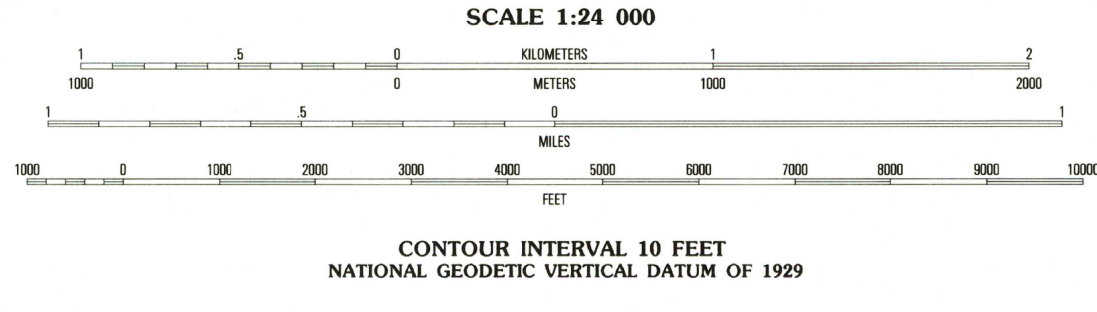 SCALE 1:24 000
1 .5 0 KILOMETERS 1 2
1000 0 METERS 1000 2000
1 .5 0 1
MILES
1000 0 1000 2000 3000 4000 5000 6000 7000 8000 9000 10000
FEET
CONTOUR INTERVAL 10 FEET
NATIONAL GEODETIC VERTICAL DATUM OF 1929